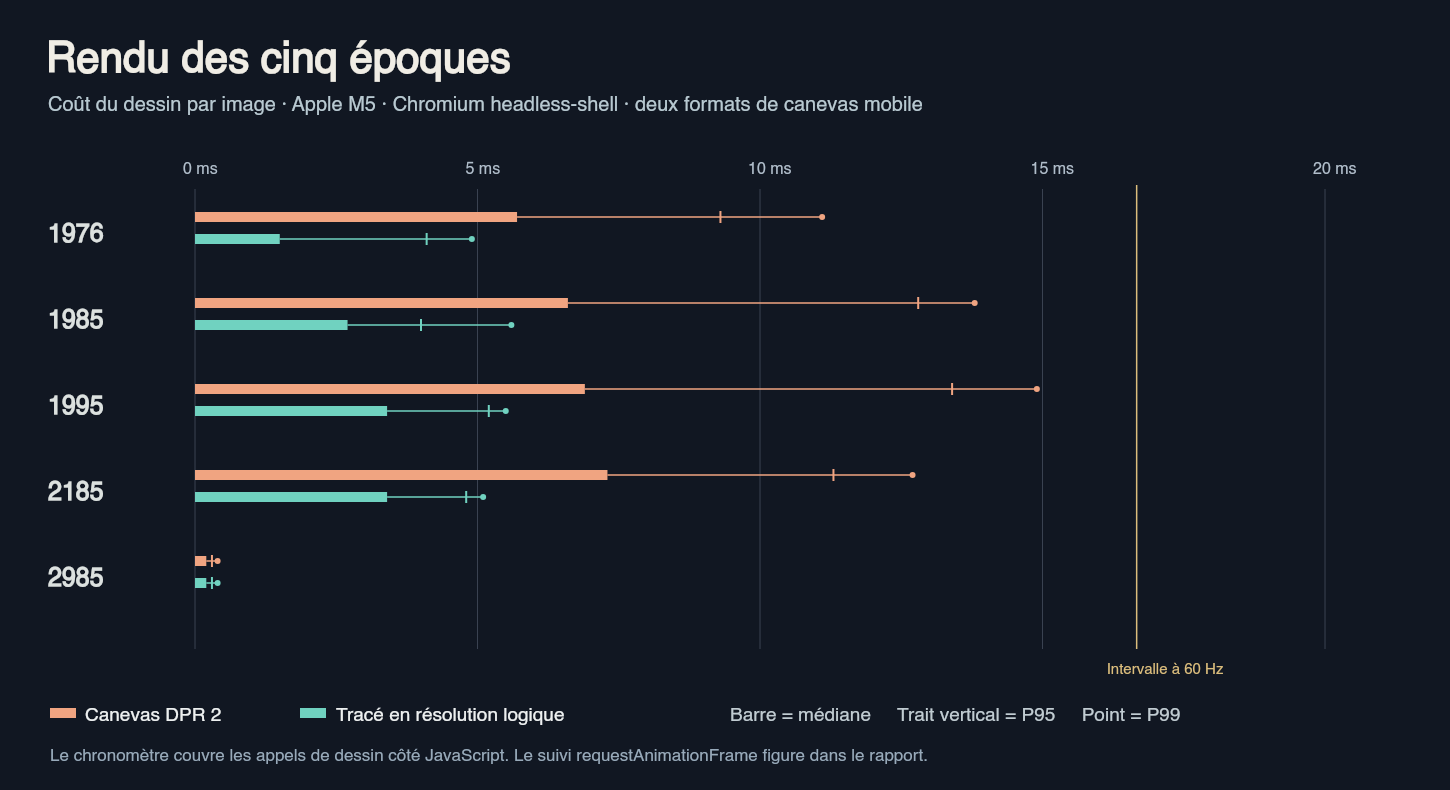 Rendu des cinq époques
Coût du dessin par image · Apple M5 · Chromium headless-shell · deux formats de canevas mobile
0 ms 5 ms 10 ms 15 ms 20 ms
1976
1985
1995
2185
2985
Intervalle à 60 Hz
Canevas DPR 2 Tracé en résolution logique Barre = médiane Trait vertical = P95 Point = P99
Le chronomètre couvre les appels de dessin côté JavaScript. Le suivi requestAnimationFrame figure dans le rapport.